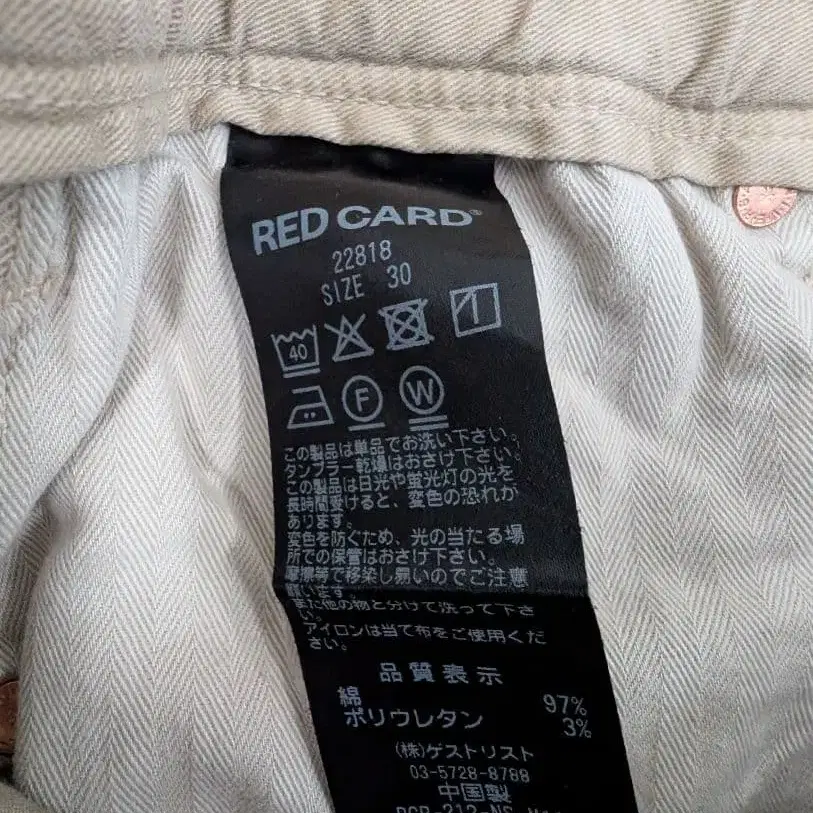 RED CARD®
22818
SIZE 30
40
F W
この製品は単品でお洗い下さい。
タンブラー乾燥はおさけ下さい。
この製品は日光や蛍光灯の光を
長時間受けると、変色の恐れが
あります。
変色を防ぐため、光の当たる場
所での保管はおさけ下さい。
摩擦等で移染し易いのでご注意
願います。
また他の物と分けて洗って下さ
い。
アイロンは当て布をご使用くだ
さい。
品質表示
綿 97%
ポリウレタン 3%
(株)ゲストリスト
03-5728-8788
中国製